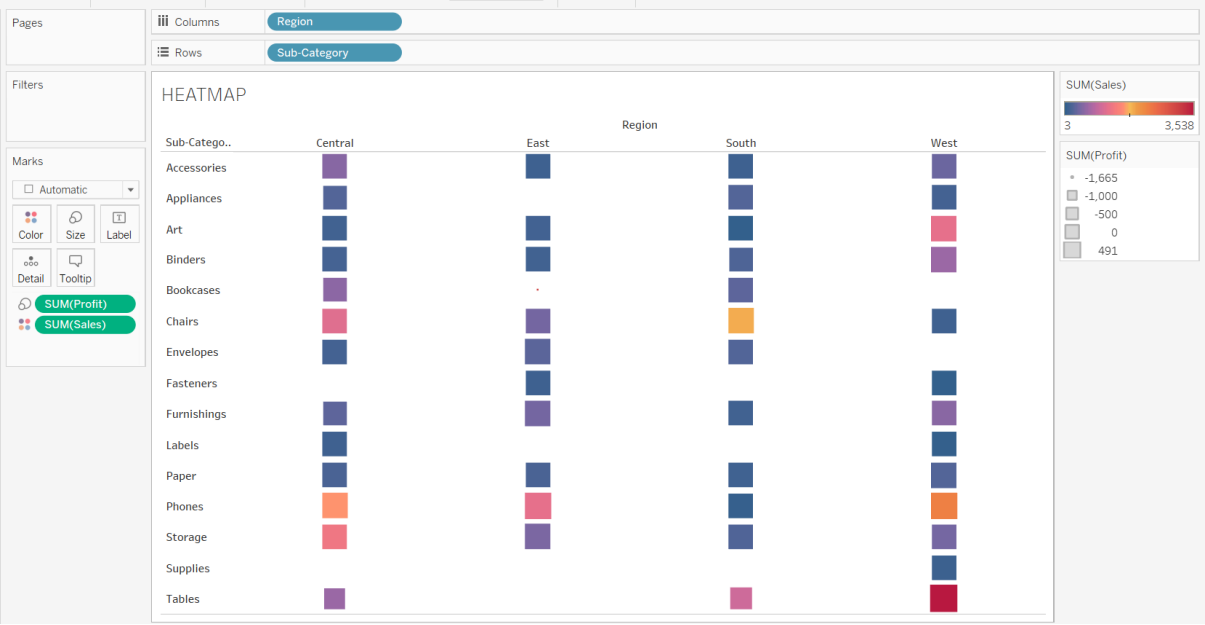 Pages
Columns
Region
Rows
Sub-Category
Filters
Marks
Automatic
Color
Size
Label
Detail
Tooltip
SUM(Profit)
SUM(Sales)
HEATMAP
Region
Sub-Catego.. Central East South West
Accessories
Appliances
Art
Binders
Bookcases
Chairs
Envelopes
Fasteners
Furnishings
Labels
Paper
Phones
Storage
Supplies
Tables
SUM(Sales)
3 3,538
SUM(Profit)
-1,665
-1,000
-500
0
491